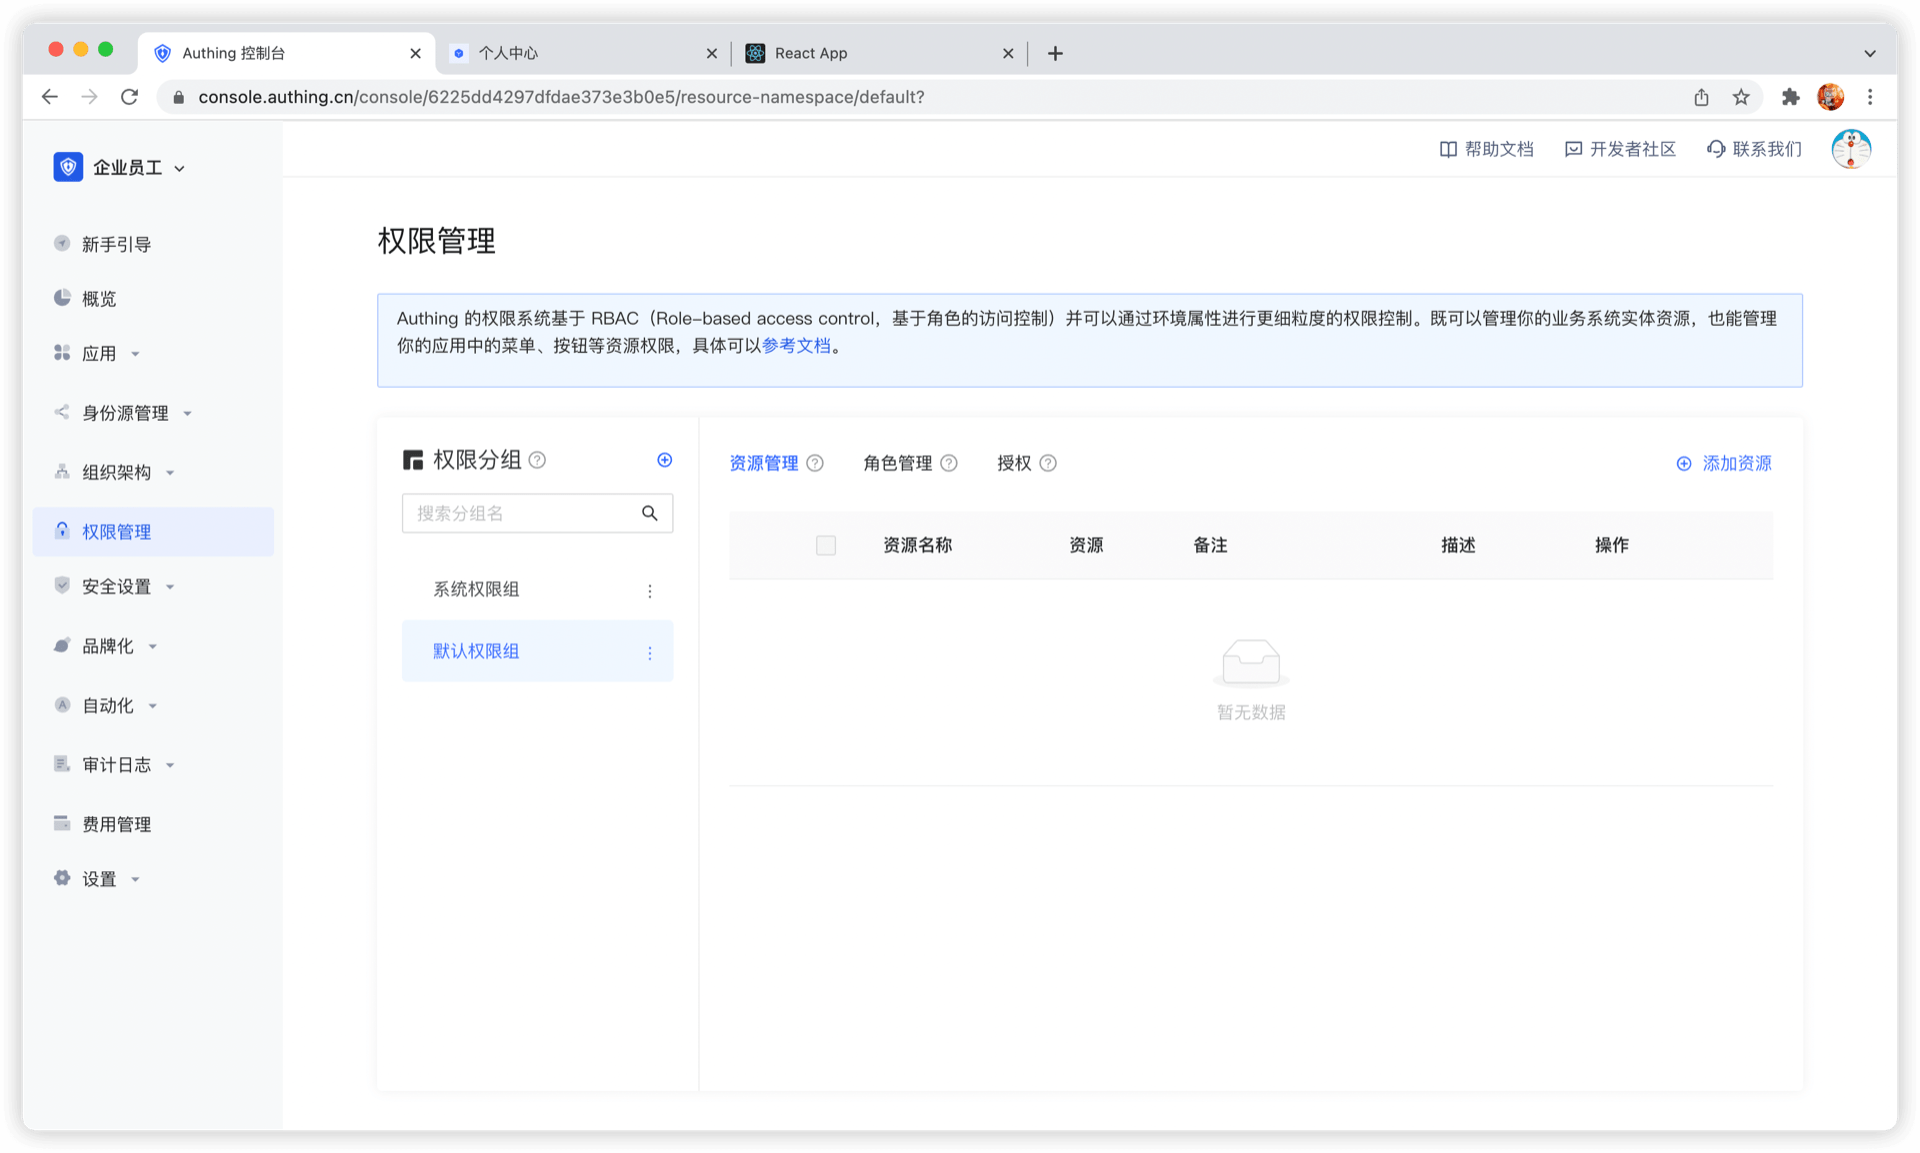 Authing 控制台
个人中心
React App
console.authing.cn/console/6225dd4297dfdae373e3b0e5/resource-namespace/default?
企业员工
帮助文档
开发者社区
联系我们
新手引导
概览
应用
身份源管理
组织架构
权限管理
安全设置
品牌化
自动化
审计日志
费用管理
设置
权限管理
Authing 的权限系统基于 RBAC（Role-based access control，基于角色的访问控制）并可以通过环境属性进行更细粒度的权限控制。既可以管理你的业务系统实体资源，也能管理
你的应用中的菜单、按钮等资源权限，具体可以参考文档。
权限分组
搜索分组名
系统权限组
默认权限组
资源管理
角色管理
授权
添加资源
资源名称
资源
备注
描述
操作
暂无数据